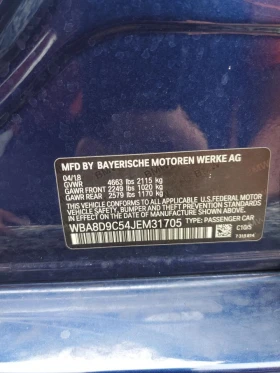 MFD BY BAYERISCHE MOTOREN WERKE AG
04/18
GVWR 4663 lbs 2115 kg
GAWR FRONT 2249 lbs 1020 kg
GAWR REAR 2579 lbs 1170 kg
THIS VEHICLE CONFORMS TO ALL APPLICABLE U.S. FEDERAL MOTOR
VEHICLE SAFETY, BUMPER, AND THEFT PREVENTION STANDARDS
IN EFFECT ON THE DATE OF MANUFACTURE SHOWN ABOVE.
WBA8D9C54JEM31705 TYPE: PASSENGER CAR
C10/5